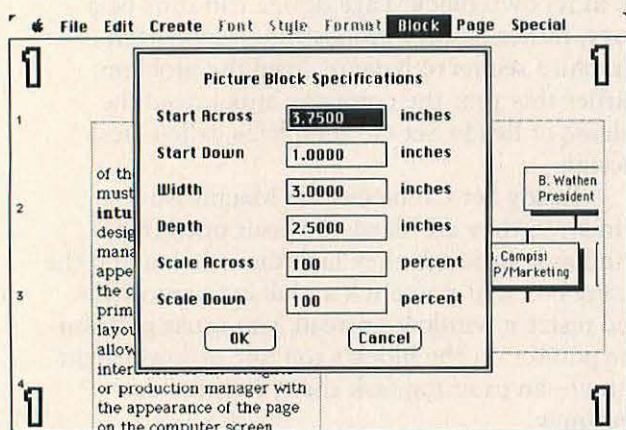 File Edit Create Font Style Format Block Page Special
Picture Block Specifications
Start Across 3.7500 inches
Start Down 1.0000 inches
Width 3.0000 inches
Depth 2.5000 inches
Scale Across 100 percent
Scale Down 100 percent
OK Cancel
1
1
1
1
1
2
3
4
of th
must
intu
desig
mana
appe
the c
prim
layou
allow
or production manager with
the appearance of the page
on the computer screen
B. Wathen
President
. Campisi
P/Marketing